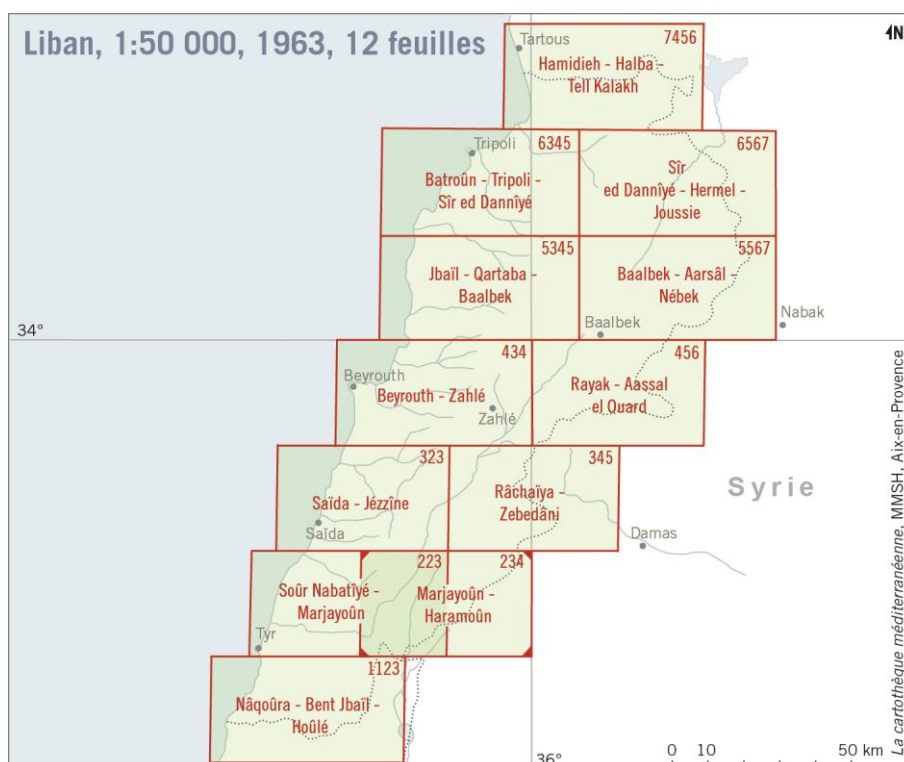 Liban, 1:50 000, 1963, 12 feuilles
N
Tartous
7456
Hamidieh - Halba -
Tell Kalakh
Tripoli
6345
Batroûn - Tripoli -
Sîr ed Dannîyé
6567
Sîr
ed Dannîyé - Hermel -
Joussie
5345
Jbaïl - Qartaba -
Baalbek
5567
Baalbek - Aarsâl -
Nébek
Baalbek
Nabak
34°
434
Beyrouth
Beyrouth - Zahlé
Zahlé
456
Rayak - Aassal
el Quard
323
Saïda - Jézzîne
Saïda
345
Râchaïya -
Zebedâni
Syrie
Damas
223
Soûr Nabatîyé -
Marjayoûn
234
Marjayoûn -
Haramoûn
Tyr
1123
Nâqoûra - Bent Jbaïl -
Hoûlé
36°
0 10 50 km
La cartothèque méditerranéenne, MMSH, Aix-en-Provence